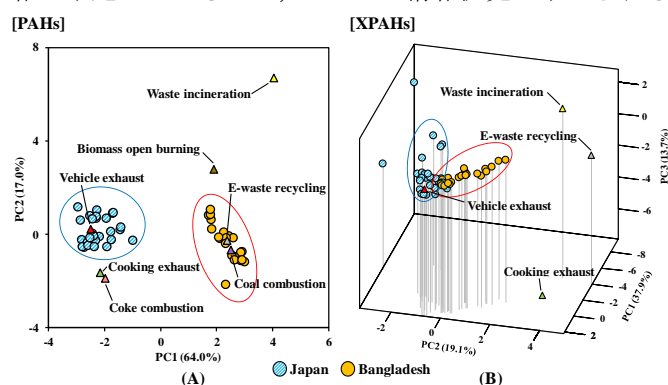 [PAHs]
[XPAHs]
8
4
0
-4
-4
-2
0
2
4
6
PC2 (17.0%)
PC1 (64.0%)
Waste incineration
Biomass open burning
Vehicle exhaust
E-waste recycling
Cooking exhaust
Coal combustion
Coke combustion
(A)
Waste incineration
E-waste recycling
Vehicle exhaust
Cooking exhaust
2
0
-2
-4
-6
PC3 (13.7%)
-8
-6
-4
-2
0
2
PC1 (37.9%)
-2
0
2
4
PC2 (19.1%)
(B)
Japan
Bangladesh